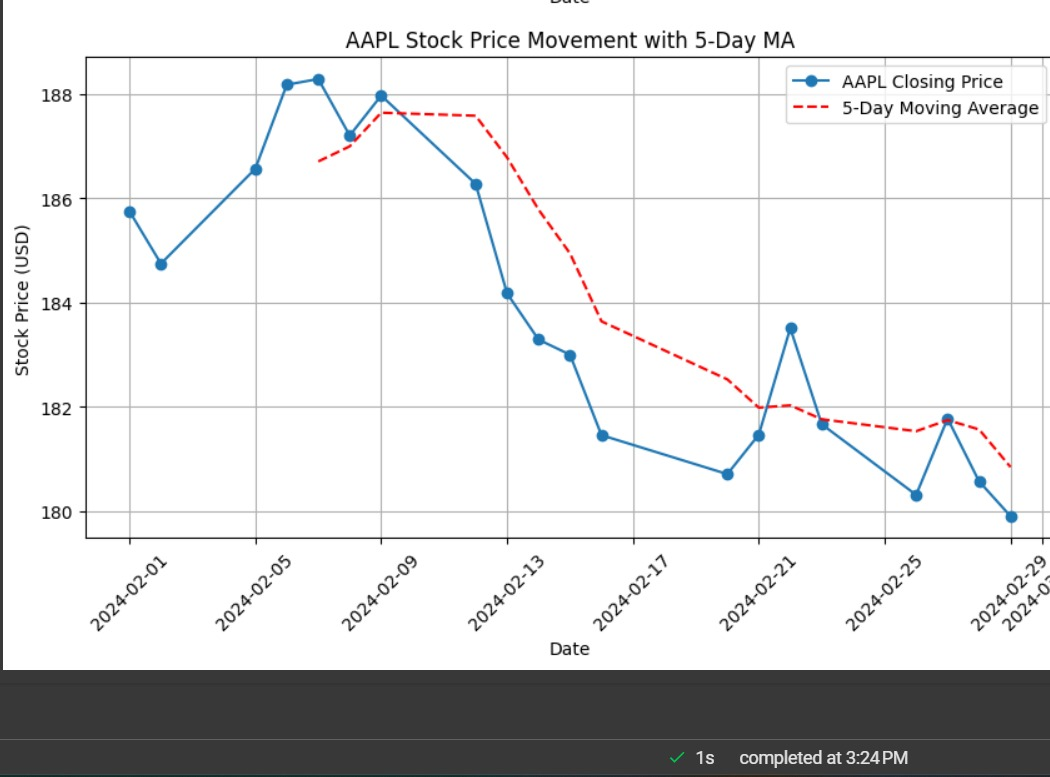 Date
AAPL Stock Price Movement with 5-Day MA
AAPL Closing Price
5-Day Moving Average
188
186
184
182
180
Stock Price (USD)
2024-02-01
2024-02-05
2024-02-09
2024-02-13
2024-02-17
2024-02-21
2024-02-25
2024-02-29
Date
1s completed at 3:24 PM